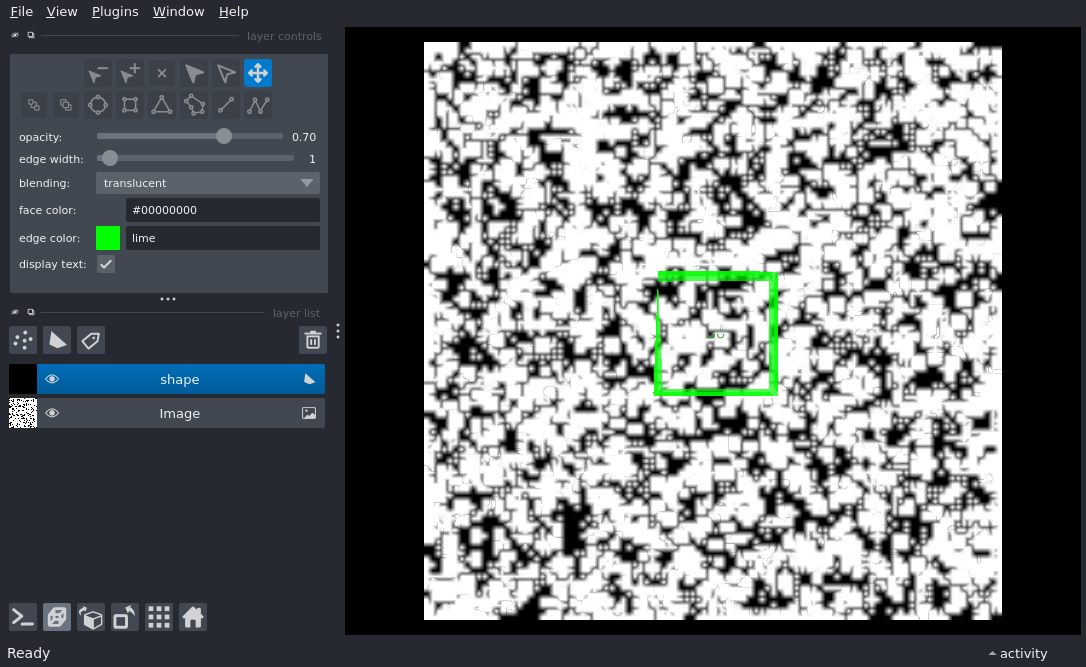 File View Plugins Window Help
layer controls
opacity: 0.70
edge width: 1
blending: translucent
face color: #00000000
edge color: lime
display text:
layer list
shape
Image
Ready
activity